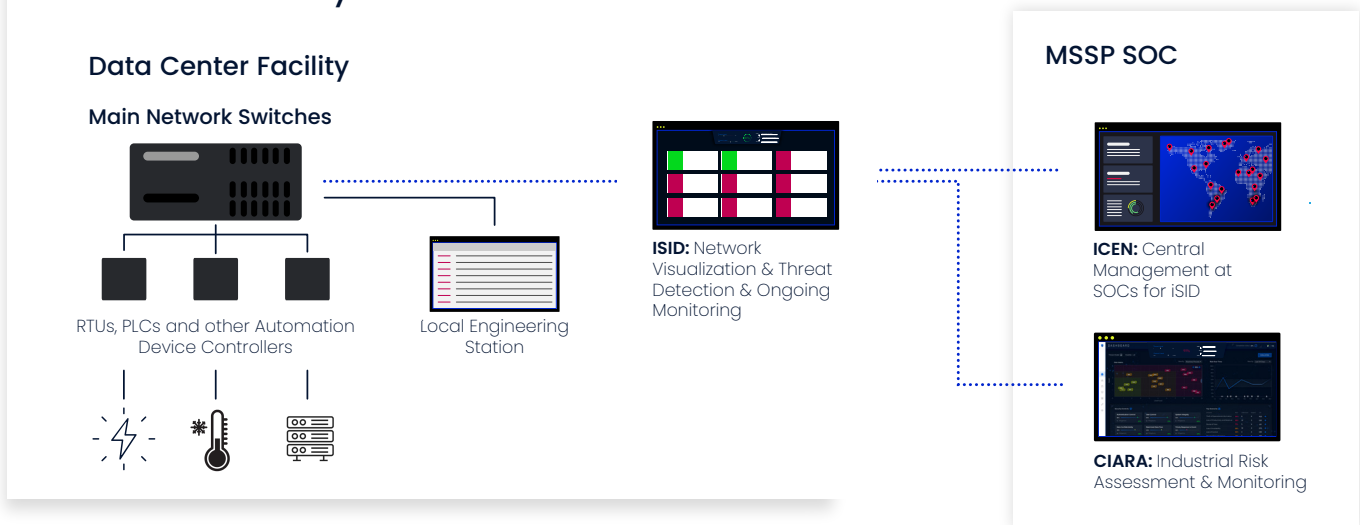 Data Center Facility
Main Network Switches
RTUs, PLCs and other Automation
Device Controllers
Local Engineering
Station
ISID: Network
Visualization & Threat
Detection & Ongoing
Monitoring
MSSP SOC
ICEN: Central
Management at
SOCs for iSID
CIARA: Industrial Risk
Assessment & Monitoring